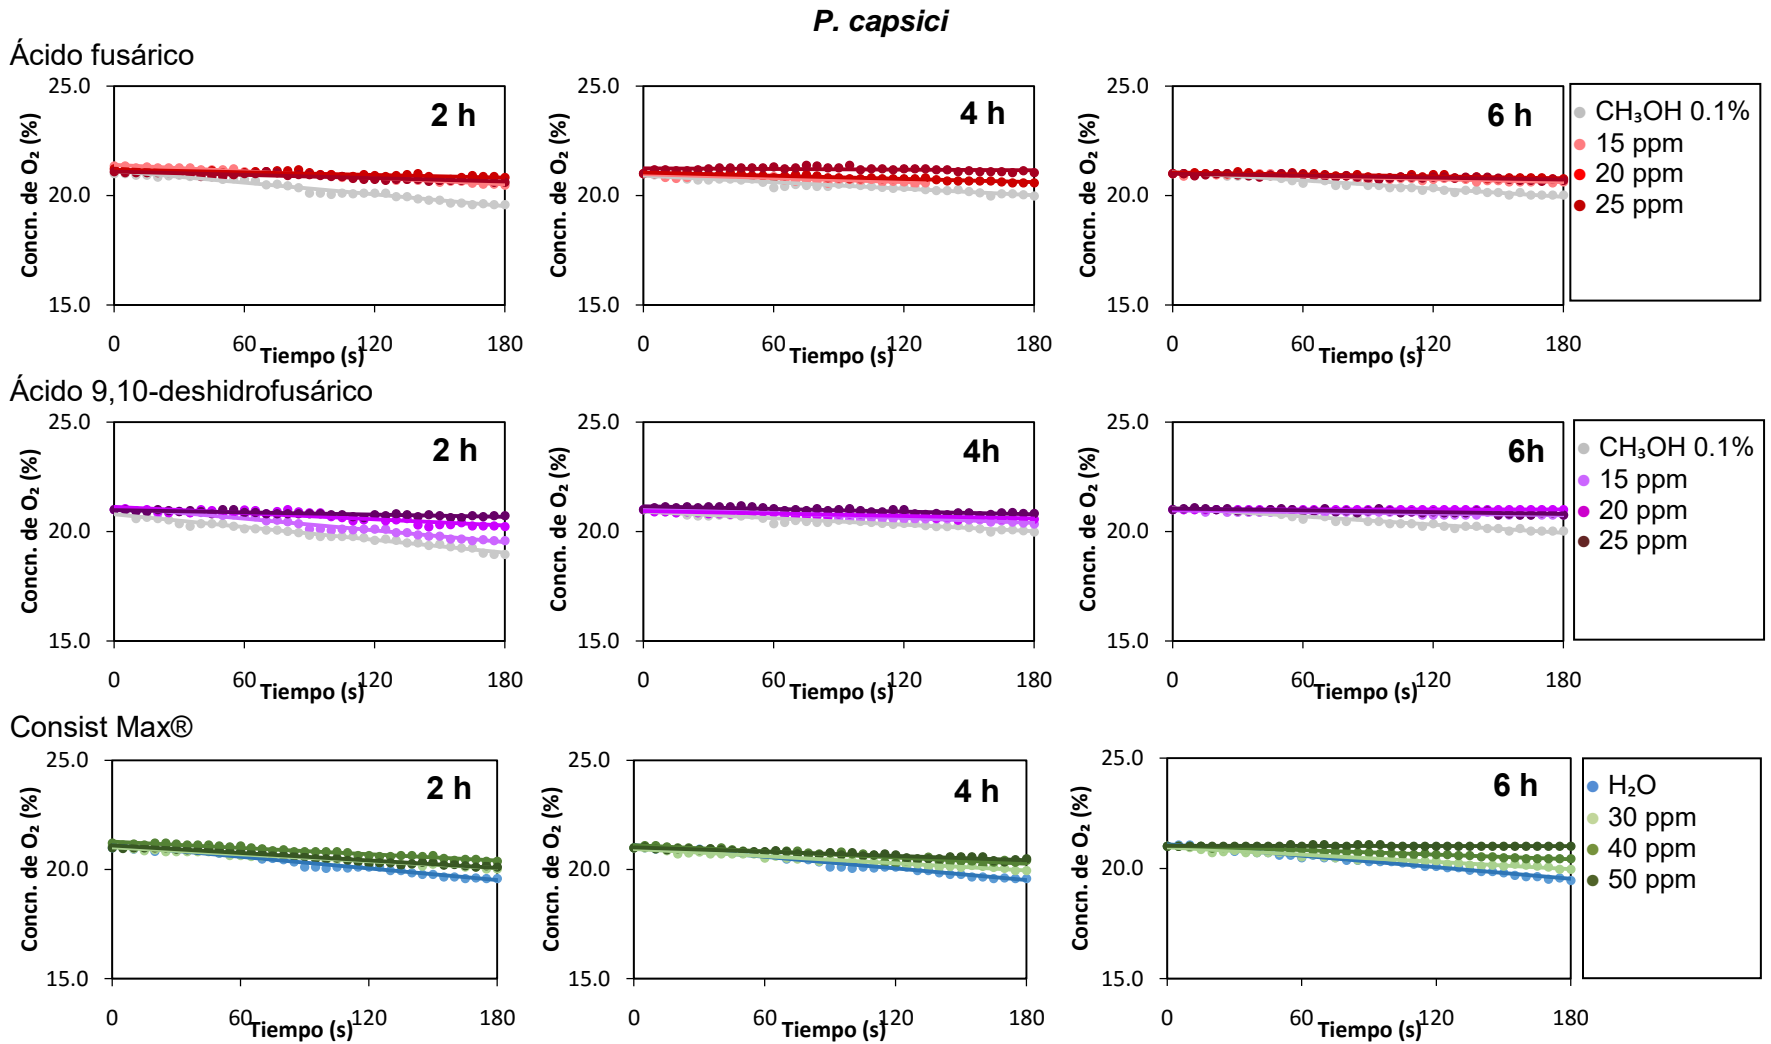 P. capsici
Ácido fusárico
25.0
20.0
15.0
Concn. de O₂ (%)
2 h
0
60
120
180
Tiempo (s)
25.0
20.0
15.0
Concn. de O₂ (%)
4 h
0
60
120
180
Tiempo (s)
25.0
20.0
15.0
Concn. de O₂ (%)
6 h
0
60
120
180
Tiempo (s)
CH₃OH 0.1%
15 ppm
20 ppm
25 ppm
Ácido 9,10-deshidrofusárico
25.0
20.0
15.0
Concn. de O₂ (%)
2 h
0
60
120
180
Tiempo (s)
25.0
20.0
15.0
Concn. de O₂ (%)
4h
0
60
120
180
Tiempo (s)
25.0
20.0
15.0
Concn. de O₂ (%)
6h
0
60
120
180
Tiempo (s)
CH₃OH 0.1%
15 ppm
20 ppm
25 ppm
Consist Max®
25.0
20.0
15.0
Concn. de O₂ (%)
2 h
0
60
120
180
Tiempo (s)
25.0
20.0
15.0
Concn. de O₂ (%)
4 h
0
60
120
180
Tiempo (s)
25.0
20.0
15.0
Concn. de O₂ (%)
6 h
0
60
120
180
Tiempo (s)
H₂O
30 ppm
40 ppm
50 ppm